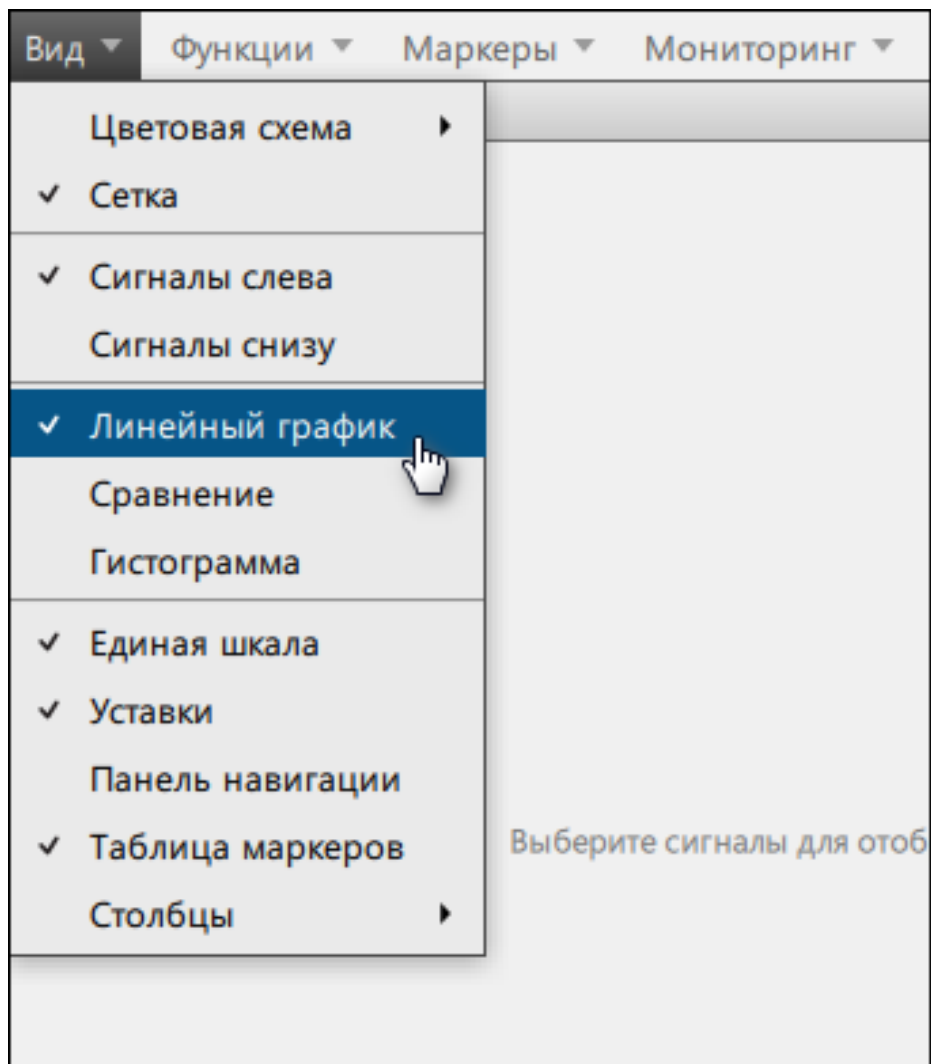 Вид Функции Маркеры Мониторинг
Цветовая схема
Сетка
Сигналы слева
Сигналы снизу
Линейный график
Сравнение
Гистограмма
Единая шкала
Уставки
Панель навигации
Таблица маркеров
Выберите сигналы для отоб
Столбцы